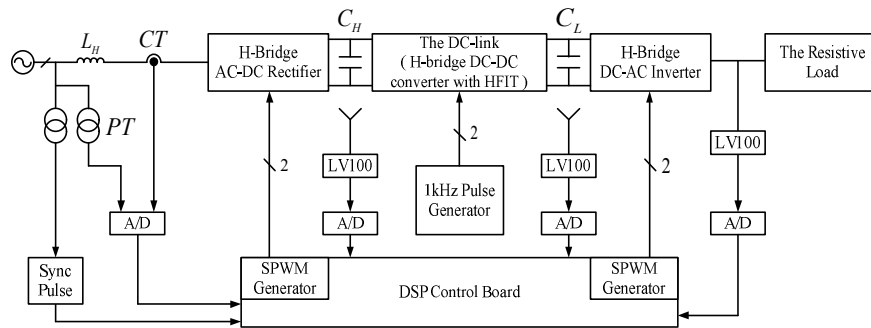 L_H
CT
H-Bridge
AC-DC Rectifier
C_H
The DC-link
( H-bridge DC-DC
converter with HFIT )
C_L
H-Bridge
DC-AC Inverter
The Resistive
Load
PT
2
LV100
2
1kHz Pulse
Generator
LV100
2
LV100
A/D
A/D
A/D
A/D
Sync
Pulse
SPWM
Generator
DSP Control Board
SPWM
Generator